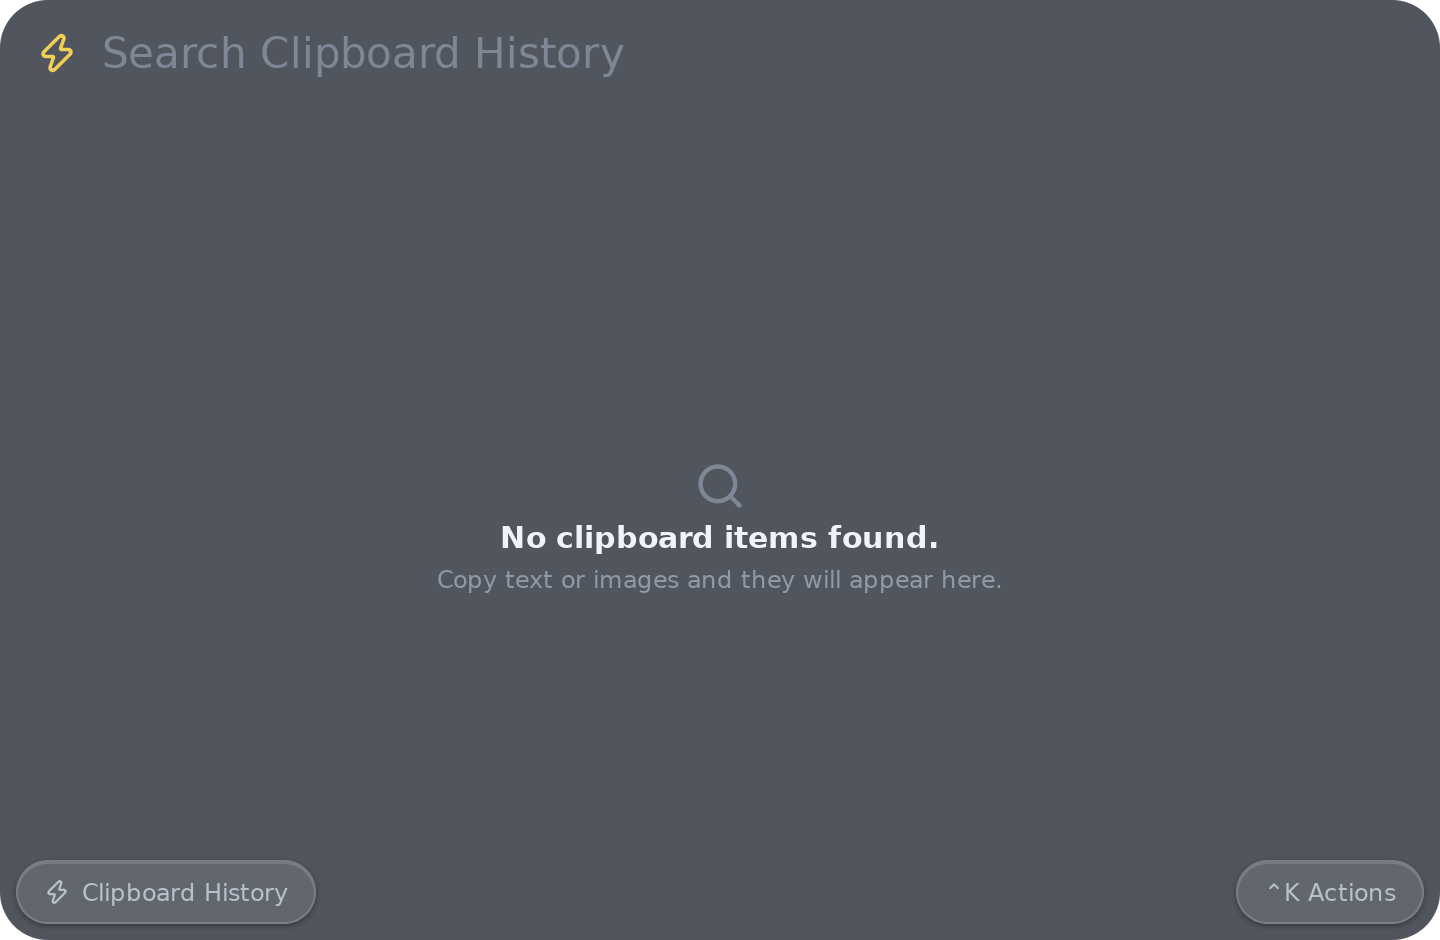 Search Clipboard History
No clipboard items found.
Copy text or images and they will appear here.
Clipboard History
⌃K Actions